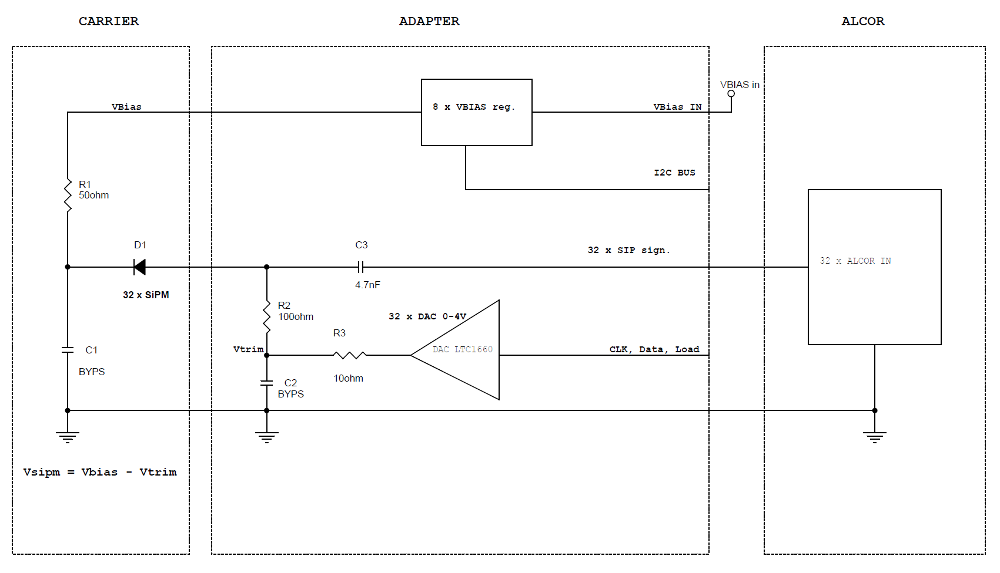 CARRIER
ADAPTER
ALCOR
VBIAS in
VBias
8 x VBIAS reg.
VBias IN
I2C BUS
R1
50ohm
D1
C3
32 x SIP sign.
32 x ALCOR IN
4.7nF
32 x SiPM
R2
100ohm
32 x DAC 0-4V
R3
Vtrim
DAC LTC1660
CLK, Data, Load
C1
BYPS
10ohm
C2
BYPS
Vsipm = Vbias - Vtrim